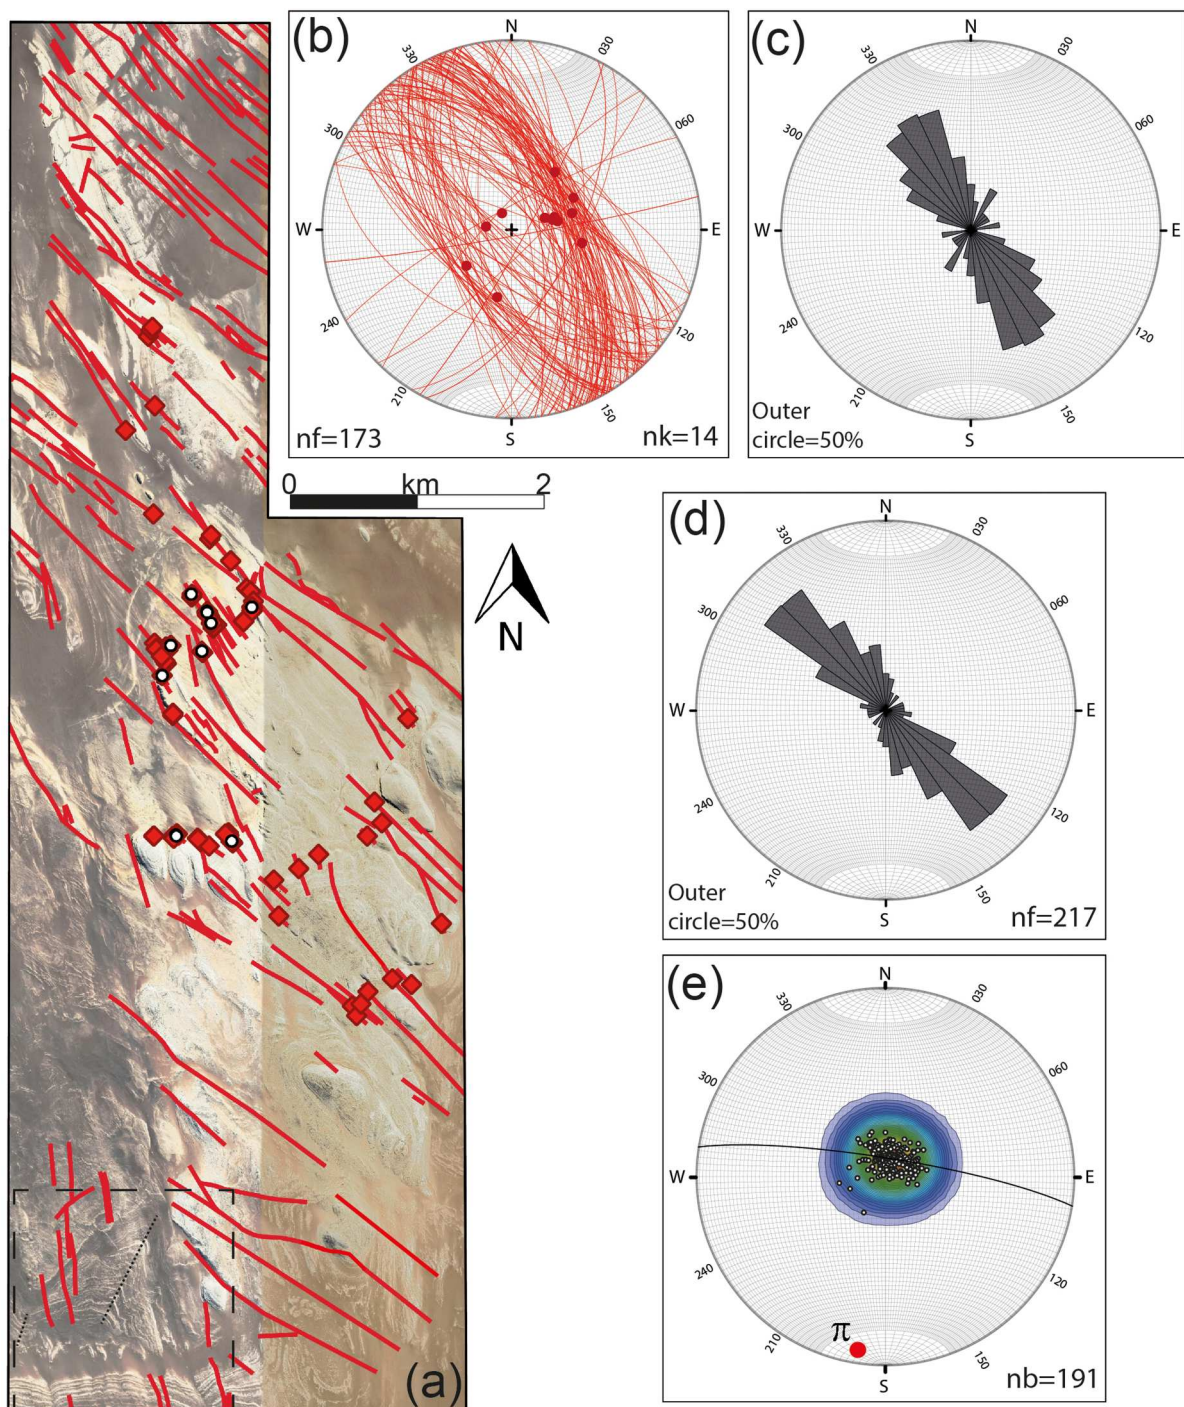 (b)
N
330
030
300
060
W
E
240
120
210
150
S
nf=173
nk=14
(c)
N
330
030
300
060
W
E
240
120
210
150
S
Outer
circle=50%
0 km 2
N
(d)
N
330
030
300
060
W
E
240
120
210
150
S
Outer
circle=50%
nf=217
(e)
N
330
030
300
060
W
E
240
120
210
150
S
π
nb=191
(a)